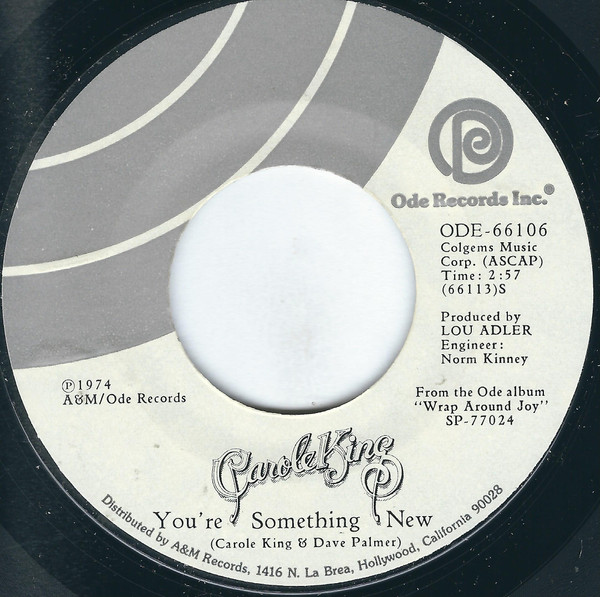 Ode Records Inc.®
ODE-66106
Colgems Music
Corp. (ASCAP)
Time: 2:57
(66113)S
Produced by
LOU ADLER
Engineer:
Norm Kinney
℗1974
A&M/Ode Records
From the Ode album
"Wrap Around Joy"
SP-77024
Carole King
You're Something New
(Carole King & Dave Palmer)
Distributed by A&M Records, 1416 N. La Brea, Hollywood, California 90028